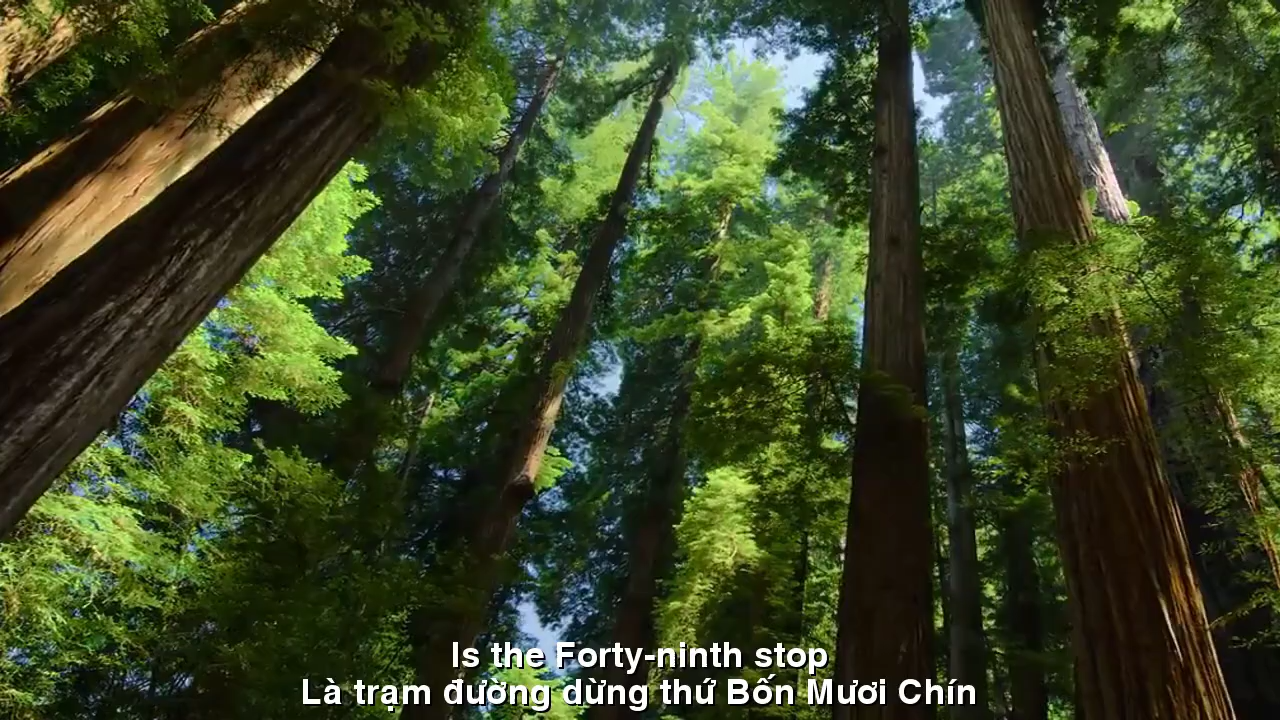 Is the Forty-ninth stop
Là trạm đường dừng thứ Bốn Mươi Chín